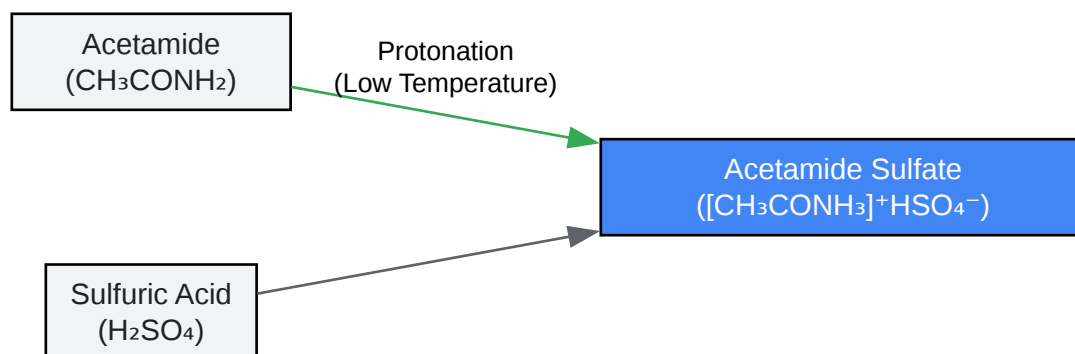 Acetamide
(CH₃CONH₂)
Protonation
(Low Temperature)
Acetamide Sulfate
([CH₃CONH₃]⁺HSO₄⁻)
Sulfuric Acid
(H₂SO₄)